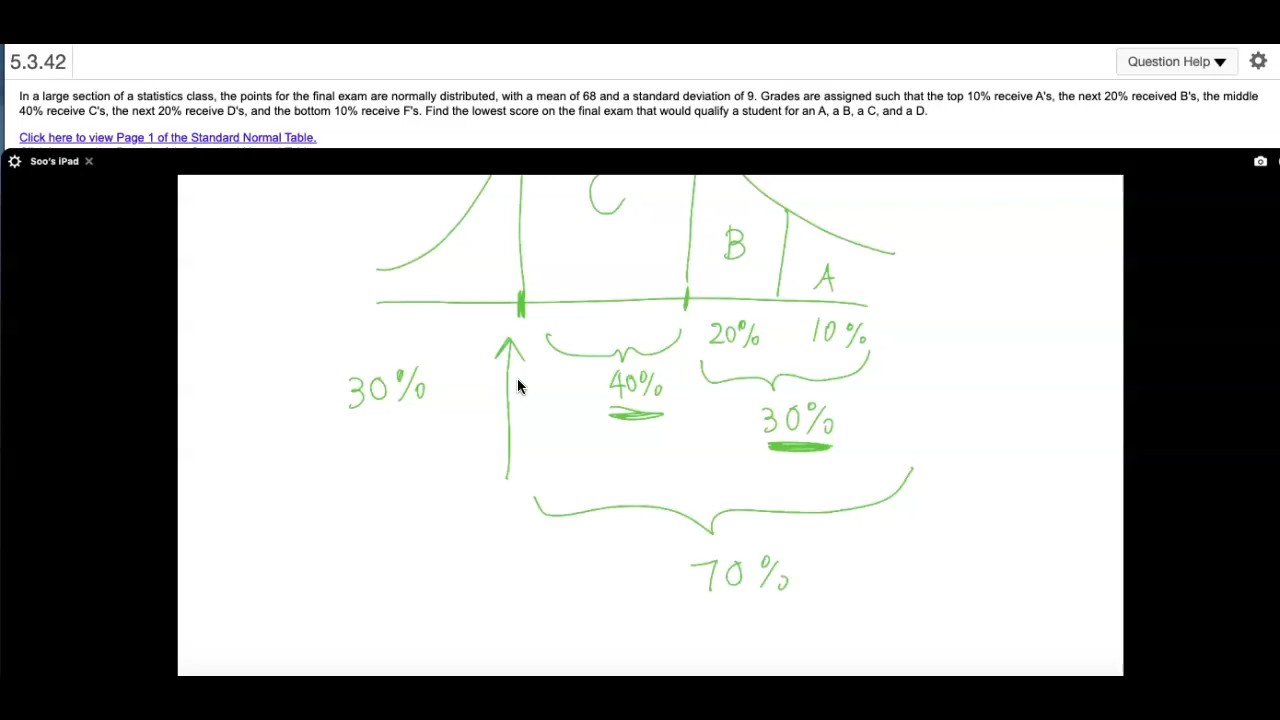 5.3.42
Question Help ▼
In a large section of a statistics class, the points for the final exam are normally distributed, with a mean of 68 and a standard deviation of 9. Grades are assigned such that the top 10% receive A's, the next 20% received B's, the middle
40% receive C's, the next 20% receive D's, and the bottom 10% receive F's. Find the lowest score on the final exam that would qualify a student for an A, a B, a C, and a D.
Click here to view Page 1 of the Standard Normal Table.
Soo's iPad
C
B
A
20% 10%
30% 40%
30%
70%